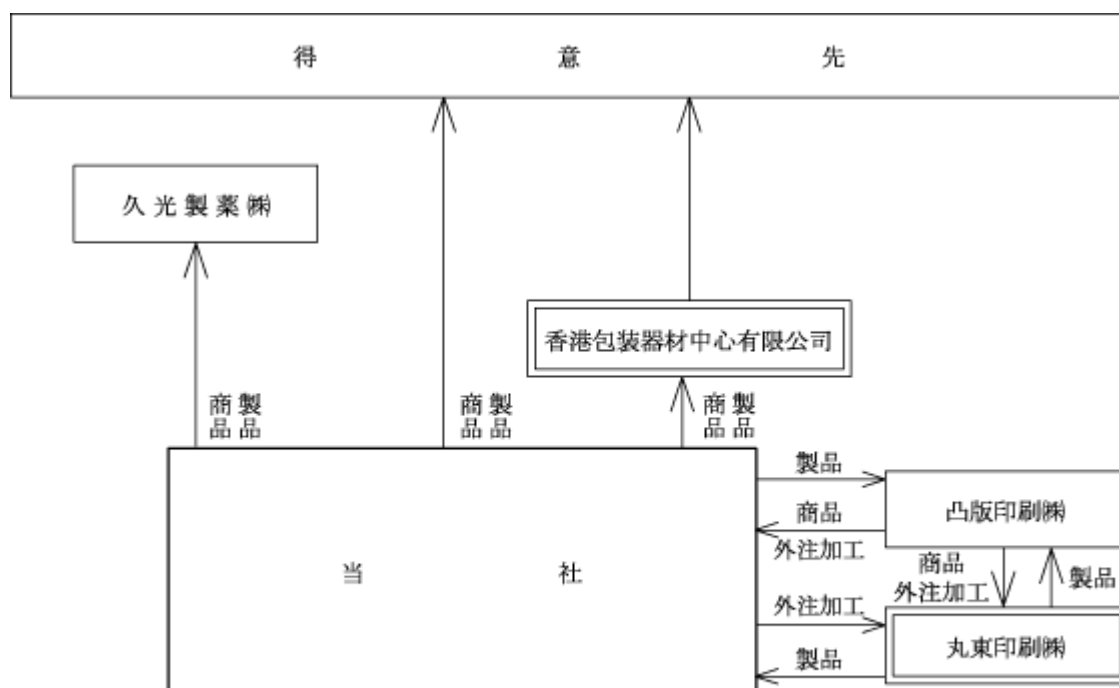 得意先
久光製薬㈱
香港包装器材中心有限公司
製品
商品
製品
商品
製品
商品
製品
凸版印刷㈱
商品
外注加工
商品
外注加工
製品
当社
外注加工
丸東印刷㈱
製品